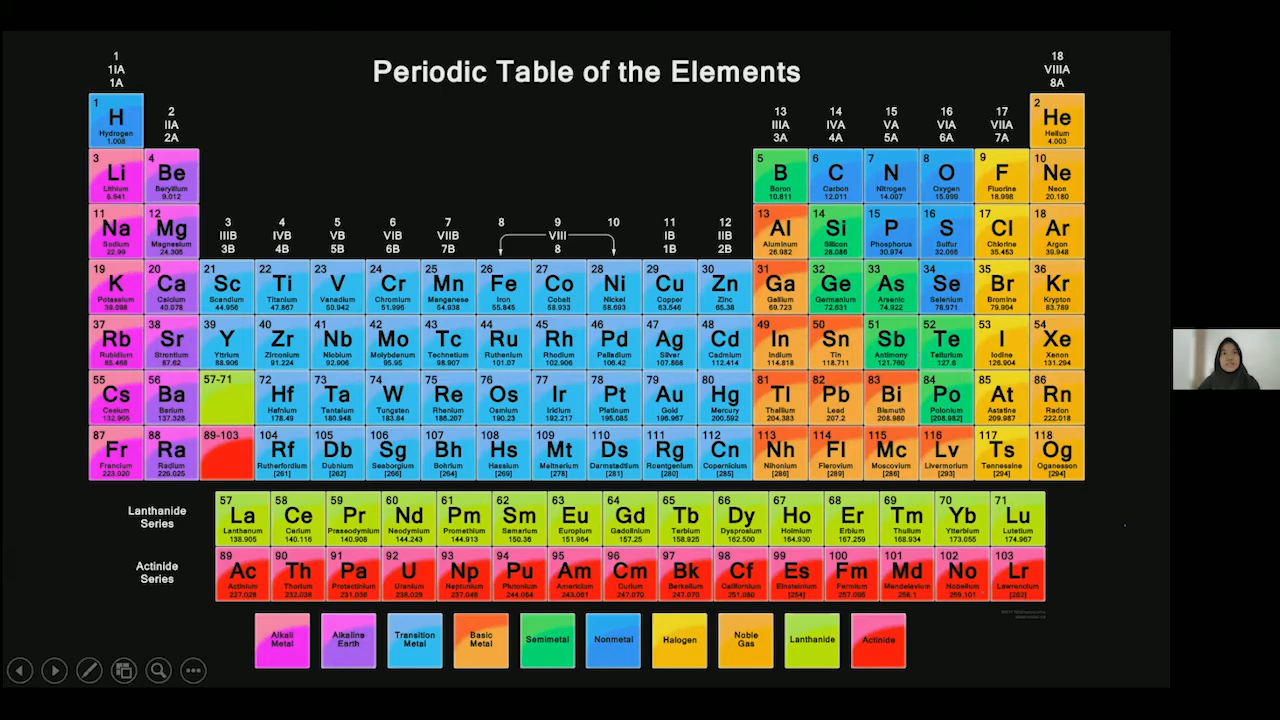 Periodic Table of the Elements
1 18
1IA VIIIA
1A 8A
1 2
H He
Hydrogen Helium
1.008 4.003
2 13 14 15 16 17
IIA IIIA IVA VA VIA VIIA
2A 3A 4A 5A 6A 7A
3 4 5 6 7 8 9 10
Li Be B C N O F Ne
Lithium Beryllium Boron Carbon Nitrogen Oxygen Fluorine Neon
6.941 9.012 10.811 12.011 14.007 15.999 18.998 20.180
11 12 13 14 15 16 17 18
Na Mg Al Si P S Cl Ar
Sodium Magnesium Aluminum Silicon Phosphorus Sulfur Chlorine Argon
22.99 24.305 26.982 28.086 30.974 32.066 35.453 39.948
3 4 5 6 7 8 9 10 11 12
IIIB IVB VB VIB VIIB VIII IB IIB
3B 4B 5B 6B 7B 8 1B 2B
19 20 21 22 23 24 25 26 27 28 29 30 31 32 33 34 35 36
K Ca Sc Ti V Cr Mn Fe Co Ni Cu Zn Ga Ge As Se Br Kr
Potassium Calcium Scandium Titanium Vanadium Chromium Manganese Iron Cobalt Nickel Copper Zinc Gallium Germanium Arsenic Selenium Bromine Krypton
39.098 40.078 44.956 47.867 50.942 51.996 54.938 55.845 58.933 58.693 63.546 65.38 69.723 72.631 74.922 78.971 79.904 83.789
37 38 39 40 41 42 43 44 45 46 47 48 49 50 51 52 53 54
Rb Sr Y Zr Nb Mo Tc Ru Rh Pd Ag Cd In Sn Sb Te I Xe
Rubidium Strontium Yttrium Zirconium Niobium Molybdenum Technetium Ruthenium Rhodium Palladium Silver Cadmium Indium Tin Antimony Tellurium Iodine Xenon
85.468 87.62 88.906 91.224 92.906 95.95 98.907 101.07 102.906 106.42 107.868 112.414 114.818 118.711 121.760 127.6 126.904 131.294
55 56 57-71 72 73 74 75 76 77 78 79 80 81 82 83 84 85 86
Cs Ba Hf Ta W Re Os Ir Pt Au Hg Tl Pb Bi Po At Rn
Cesium Barium Hafnium Tantalum Tungsten Rhenium Osmium Iridium Platinum Gold Mercury Thallium Lead Bismuth Polonium Astatine Radon
132.905 137.328 178.49 180.948 183.84 186.207 190.23 192.217 195.085 196.967 200.592 204.383 207.2 208.980 [208.982] 209.987 222.018
87 88 89-103 104 105 106 107 108 109 110 111 112 113 114 115 116 117 118
Fr Ra Rf Db Sg Bh Hs Mt Ds Rg Cn Nh Fl Mc Lv Ts Og
Francium Radium Rutherfordium Dubnium Seaborgium Bohrium Hassium Meitnerium Darmstadtium Roentgenium Copernicium Nihonium Flerovium Moscovium Livermorium Tennessine Oganesson
223.020 226.025 [261] [262] [266] [264] [269] [278] [281] [280] [285] [286] [289] [286] [293] [294] [294]
Lanthanide
Series
57 58 59 60 61 62 63 64 65 66 67 68 69 70 71
La Ce Pr Nd Pm Sm Eu Gd Tb Dy Ho Er Tm Yb Lu
Lanthanum Cerium Praseodymium Neodymium Promethium Samarium Europium Gadolinium Terbium Dysprosium Holmium Erbium Thulium Ytterbium Lutetium
138.905 140.116 140.908 144.243 144.913 150.36 151.964 157.25 158.925 162.500 164.930 167.259 168.934 173.055 174.967
Actinide
Series
89 90 91 92 93 94 95 96 97 98 99 100 101 102 103
Ac Th Pa U Np Pu Am Cm Bk Cf Es Fm Md No Lr
Actinium Thorium Protactinium Uranium Neptunium Plutonium Americium Curium Berkelium Californium Einsteinium Fermium Mendelevium Nobelium Lawrencium
227.028 232.038 231.036 238.029 237.048 244.064 243.061 247.070 247.070 251.080 [254] 257.095 258.1 259.101 [262]
Alkali Metal
Alkaline Earth
Transition Metal
Basic Metal
Semimetal
Nonmetal
Halogen
Noble Gas
Lanthanide
Actinide